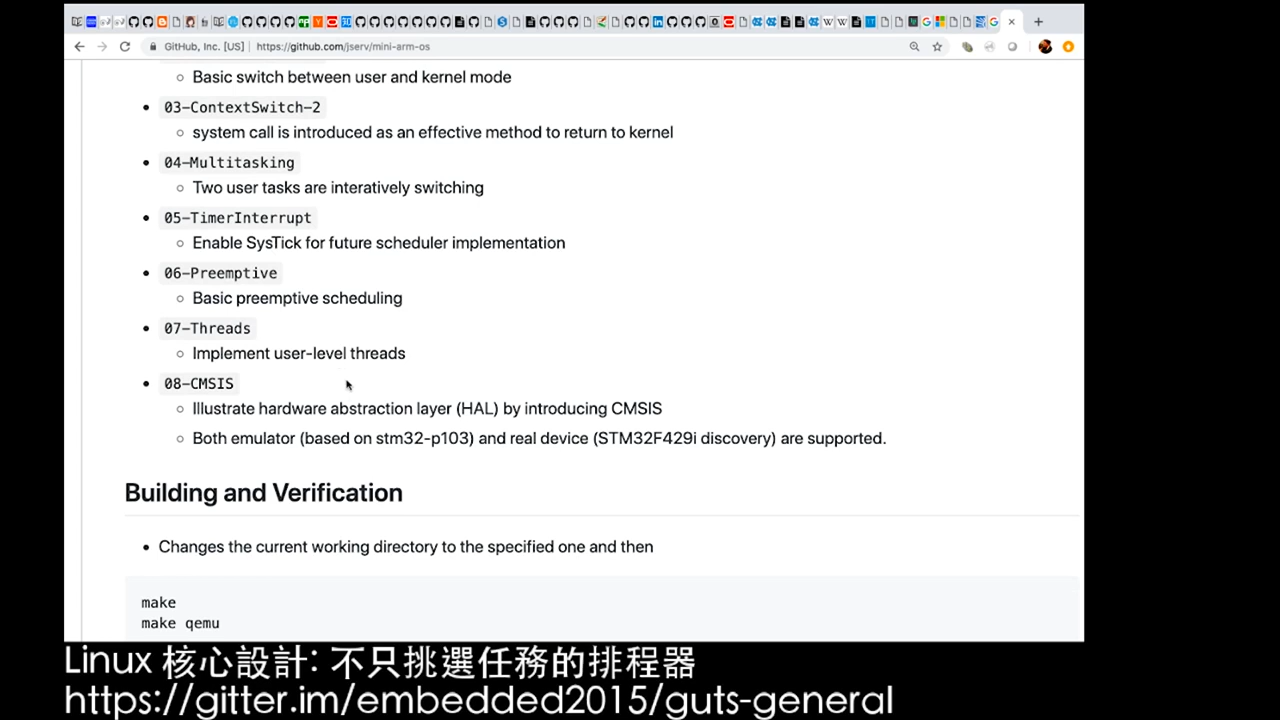 GitHub, Inc. [US] | https://github.com/jserv/mini-arm-os
Basic switch between user and kernel mode
03-ContextSwitch-2
system call is introduced as an effective method to return to kernel
04-Multitasking
Two user tasks are interatively switching
05-TimerInterrupt
Enable SysTick for future scheduler implementation
06-Preemptive
Basic preemptive scheduling
07-Threads
Implement user-level threads
08-CMSIS
Illustrate hardware abstraction layer (HAL) by introducing CMSIS
Both emulator (based on stm32-p103) and real device (STM32F429i discovery) are supported.
Building and Verification
Changes the current working directory to the specified one and then
make
make qemu
Linux 核心設計: 不只挑選任務的排程器
https://gitter.im/embedded2015/guts-general